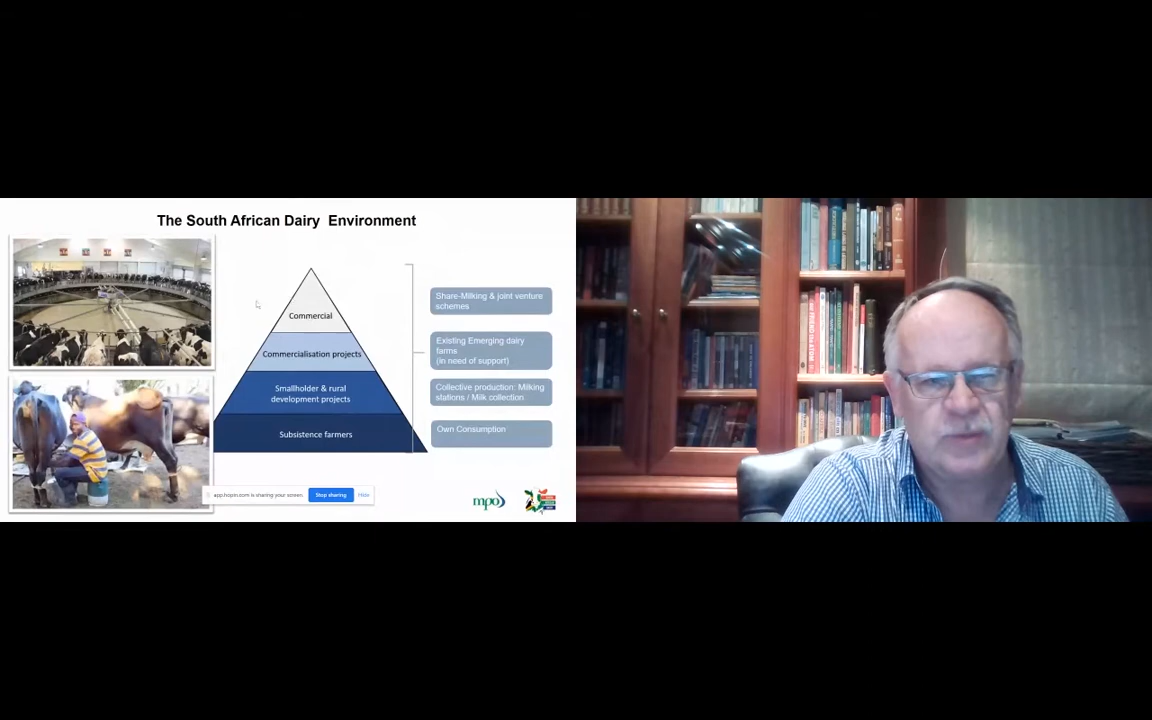 The South African Dairy Environment
Commercial
Commercialisation projects
Smallholder & rural
development projects
Subsistence farmers
Share-Milking & joint venture
schemes
Existing Emerging dairy
farms
(in need of support)
Collective production: Milking
stations / Milk collection
Own Consumption
app.hopin.com is sharing your screen.
Stop sharing
Hide
mpo